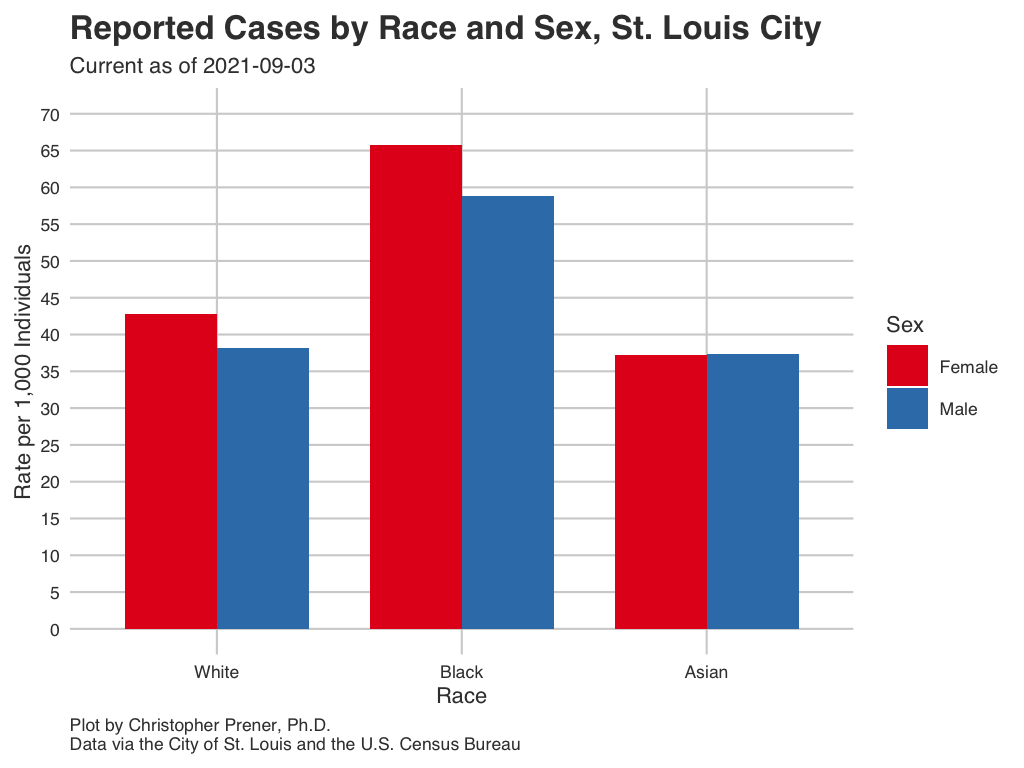 Reported Cases by Race and Sex, St. Louis City
Current as of 2021-09-03
Rate per 1,000 Individuals
70
65
60
55
50
45
40
35
30
25
20
15
10
5
0
White
Black
Asian
Race
Sex
Female
Male
Plot by Christopher Prener, Ph.D.
Data via the City of St. Louis and the U.S. Census Bureau